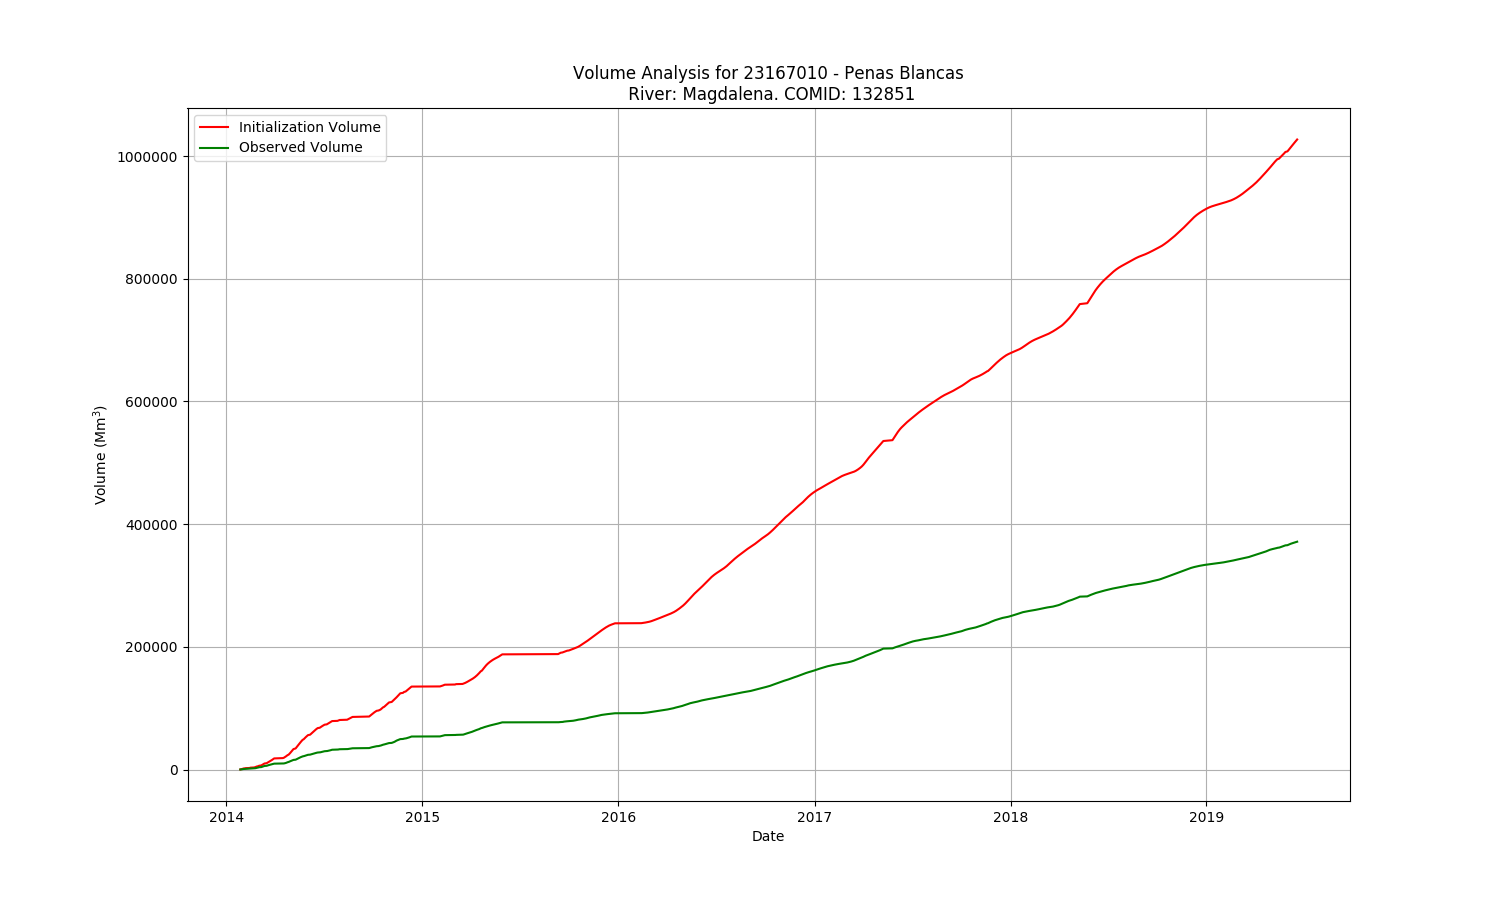 Volume Analysis for 23167010 - Penas Blancas
River: Magdalena. COMID: 132851
Initialization Volume
Observed Volume
1000000
800000
600000
400000
200000
0
Volume (Mm³)
2014 2015 2016 2017 2018 2019
Date